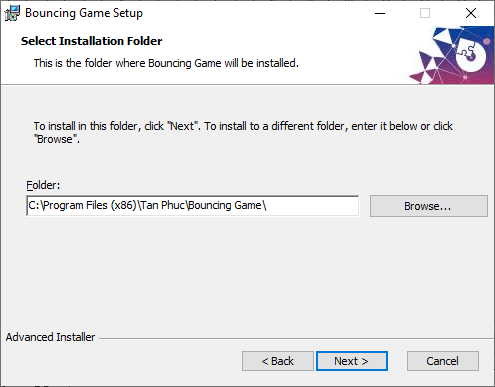 Bouncing Game Setup
Select Installation Folder
This is the folder where Bouncing Game will be installed.
To install in this folder, click "Next". To install to a different folder, enter it below or click
"Browse".
Folder:
C:\Program Files (x86)\Tan Phuc\Bouncing Game\
Browse...
Advanced Installer
< Back
Next >
Cancel